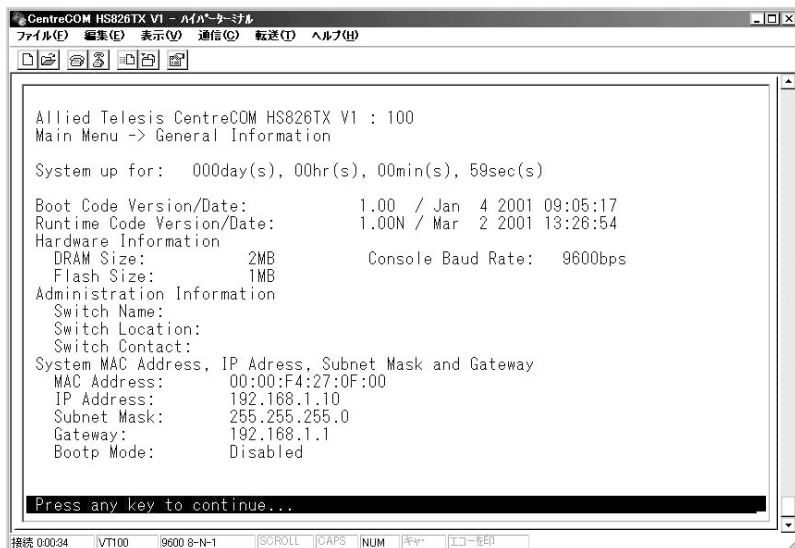 CentreCOM HS826TX V1 - ﾊｲﾊﾟｰﾀｰﾐﾅﾙ
ファイル(F) 編集(E) 表示(V) 通信(C) 転送(T) ヘルプ(H)
Allied Telesis CentreCOM HS826TX V1 : 100
Main Menu -> General Information
System up for: 000day(s), 00hr(s), 00min(s), 59sec(s)
Boot Code Version/Date: 1.00 / Jan 4 2001 09:05:17
Runtime Code Version/Date: 1.00N / Mar 2 2001 13:26:54
Hardware Information
DRAM Size: 2MB Console Baud Rate: 9600bps
Flash Size: 1MB
Administration Information
Switch Name:
Switch Location:
Switch Contact:
System MAC Address, IP Adress, Subnet Mask and Gateway
MAC Address: 00:00:F4:27:0F:00
IP Address: 192.168.1.10
Subnet Mask: 255.255.255.0
Gateway: 192.168.1.1
Bootp Mode: Disabled
Press any key to continue...
接続 0:00:34 VT100 9600 8-N-1 SCROLL CAPS NUM ｷｬ･ ｴｺｰを印